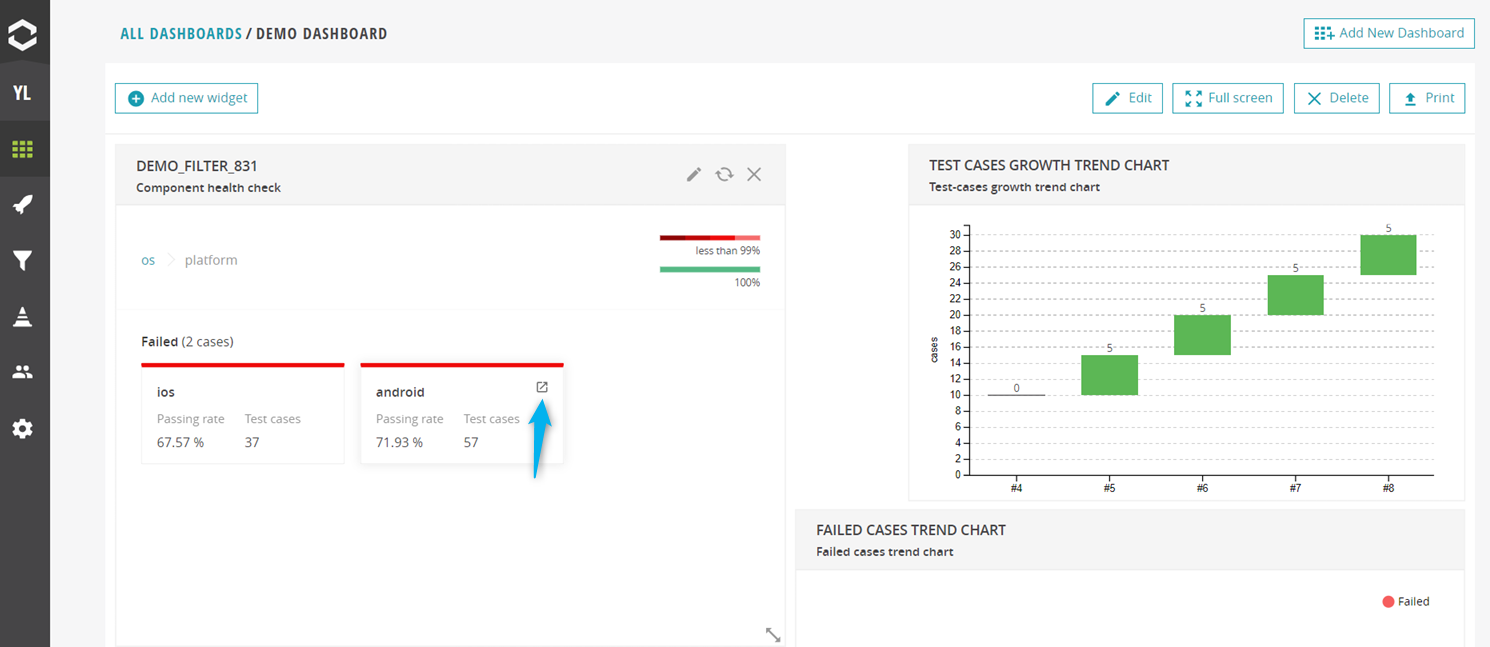 ALL DASHBOARDS / DEMO DASHBOARD
Add New Dashboard
YL
Add new widget
Edit
Full screen
Delete
Print
DEMO_FILTER_831
Component health check
less than 99%
os platform
100%
Failed (2 cases)
ios
Passing rate Test cases
67.57 % 37
android
Passing rate Test cases
71.93 % 57
TEST CASES GROWTH TREND CHART
Test-cases growth trend chart
cases
30
28
26
24
22
20
18
16
14
12
10
8
6
4
2
0
0
5
5
5
5
#4 #5 #6 #7 #8
FAILED CASES TREND CHART
Failed cases trend chart
Failed